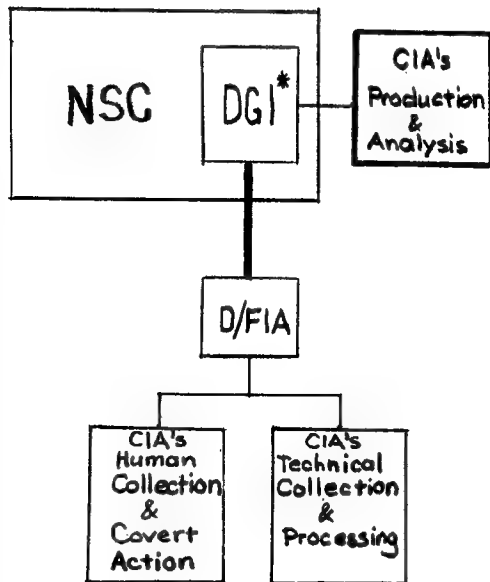 NSC
DGI*
CIA's
Production
&
Analysis
D/FIA
CIA's
Human
Collection
&
Covert
Action
CIA's
Technical
Collection
&
Processing